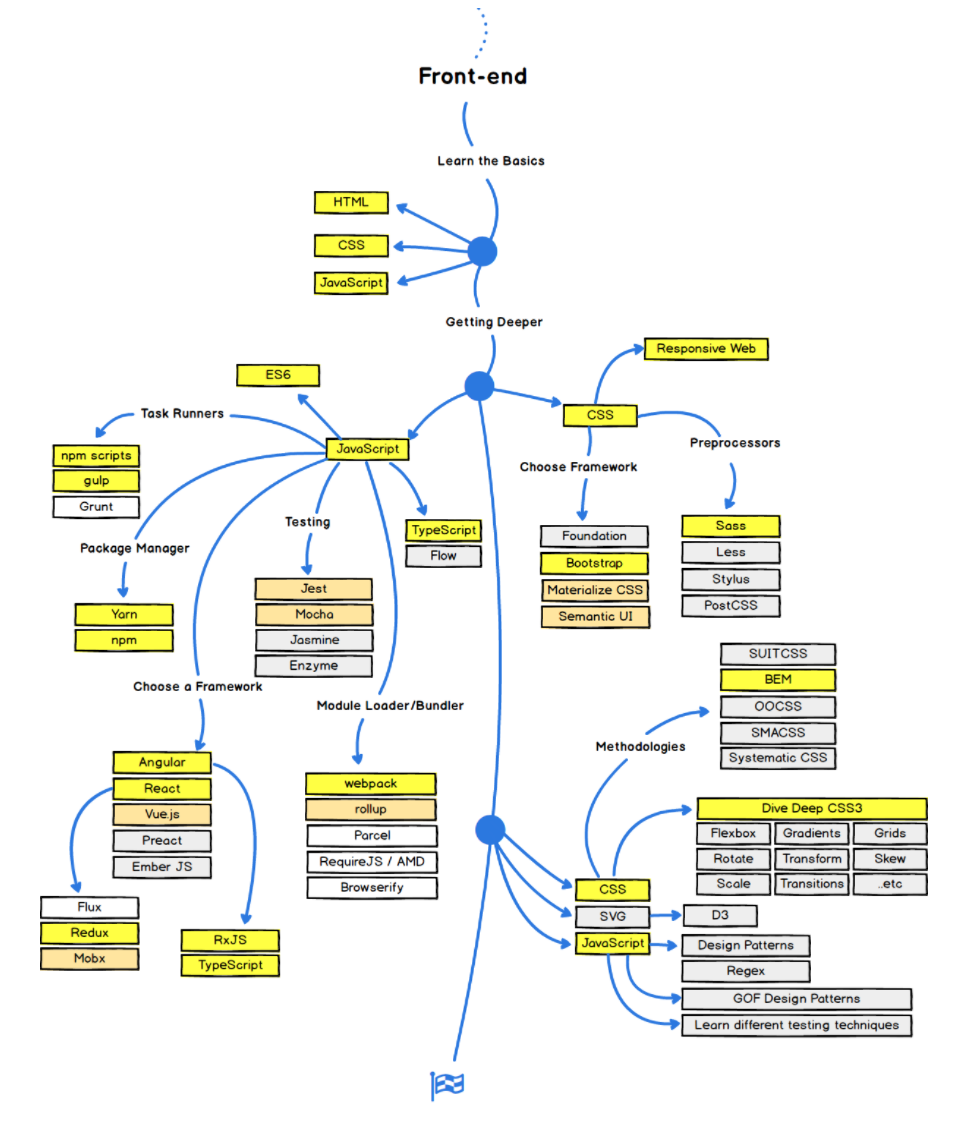 Front-end
Learn the Basics
HTML
CSS
JavaScript
Getting Deeper
Responsive Web
ES6
CSS
Task Runners
JavaScript
Preprocessors
npm scripts
gulp
Grunt
Choose Framework
Testing
TypeScript
Flow
Package Manager
Foundation
Bootstrap
Materialize CSS
Semantic UI
Sass
Less
Stylus
PostCSS
Yarn
npm
Jest
Mocha
Jasmine
Enzyme
Choose a Framework
Module Loader/Bundler
SUITCSS
BEM
OOCSS
SMACSS
Systematic CSS
Methodologies
Angular
React
Vue.js
Preact
Ember JS
webpack
rollup
Parcel
RequireJS / AMD
Browserify
Dive Deep CSS3
Flexbox Gradients Grids
Rotate Transform Skew
Scale Transitions ..etc
Flux
Redux
Mobx
RxJS
TypeScript
CSS
SVG
D3
JavaScript
Design Patterns
Regex
GOF Design Patterns
Learn different testing techniques